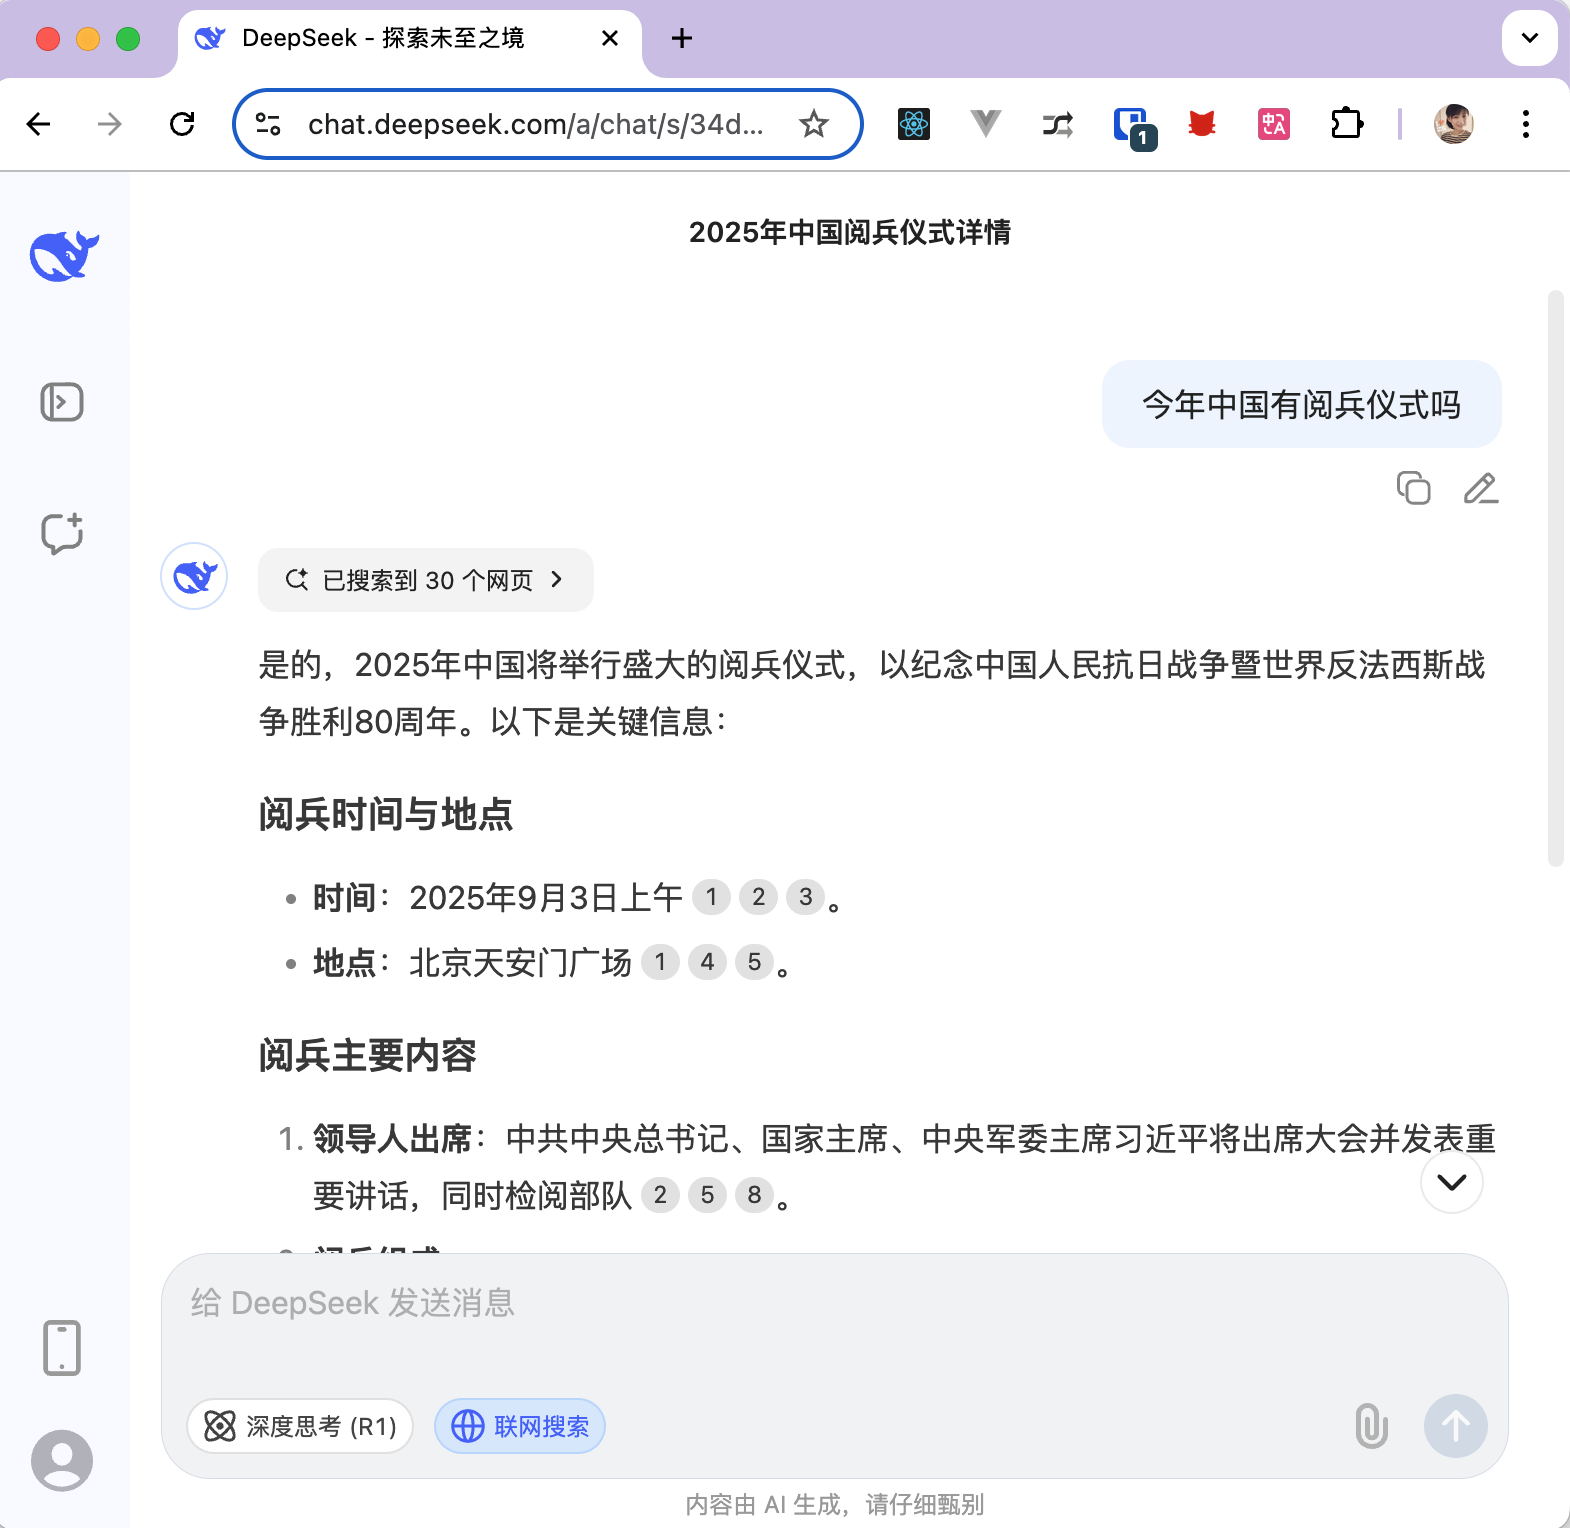 DeepSeek - 探索未至之境
chat.deepseek.com/a/chat/s/34d...
1
中A
2025年中国阅兵仪式详情
今年中国有阅兵仪式吗
已搜索到 30 个网页
是的，2025年中国将举行盛大的阅兵仪式，以纪念中国人民抗日战争暨世界反法西斯战
争胜利80周年。以下是关键信息：
阅兵时间与地点
• 时间：2025年9月3日上午 1 2 3 。
• 地点：北京天安门广场 1 4 5 。
阅兵主要内容
1. 领导人出席：中共中央总书记、国家主席、中央军委主席习近平将出席大会并发表重
要讲话，同时检阅部队 2 5 8 。
给 DeepSeek 发送消息
深度思考 (R1)
联网搜索
内容由 AI 生成，请仔细甄别